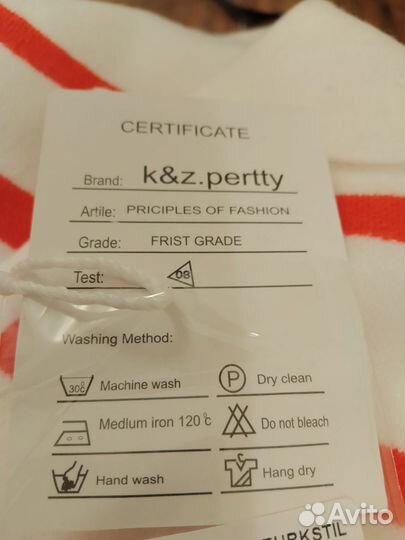 CERTIFICATE
Brand: k&z.pertty
Artile: PRICIPLES OF FASHION
Grade: FRIST GRADE
Test: 08
Washing Method:
30c Machine wash
P Dry clean
Medium iron 120℃
Do not bleach
Hand wash
Hang dry
Avito